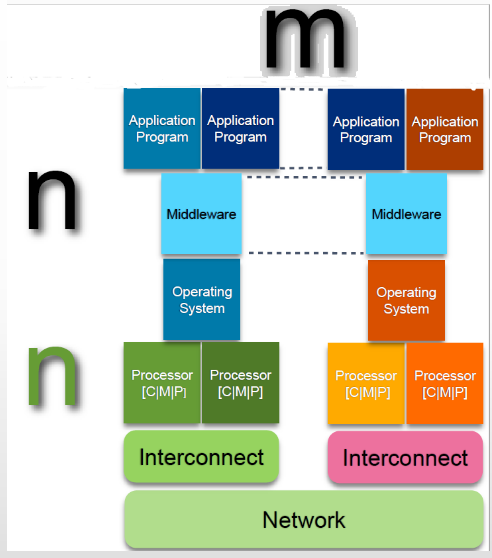 m
Application Program
Application Program
Application Program
Application Program
n
Middleware
Middleware
Operating System
Operating System
n
Processor [C|M|P]
Processor [C|M|P]
Processor [C|M|P]
Processor [C|M|P]
Interconnect
Interconnect
Network